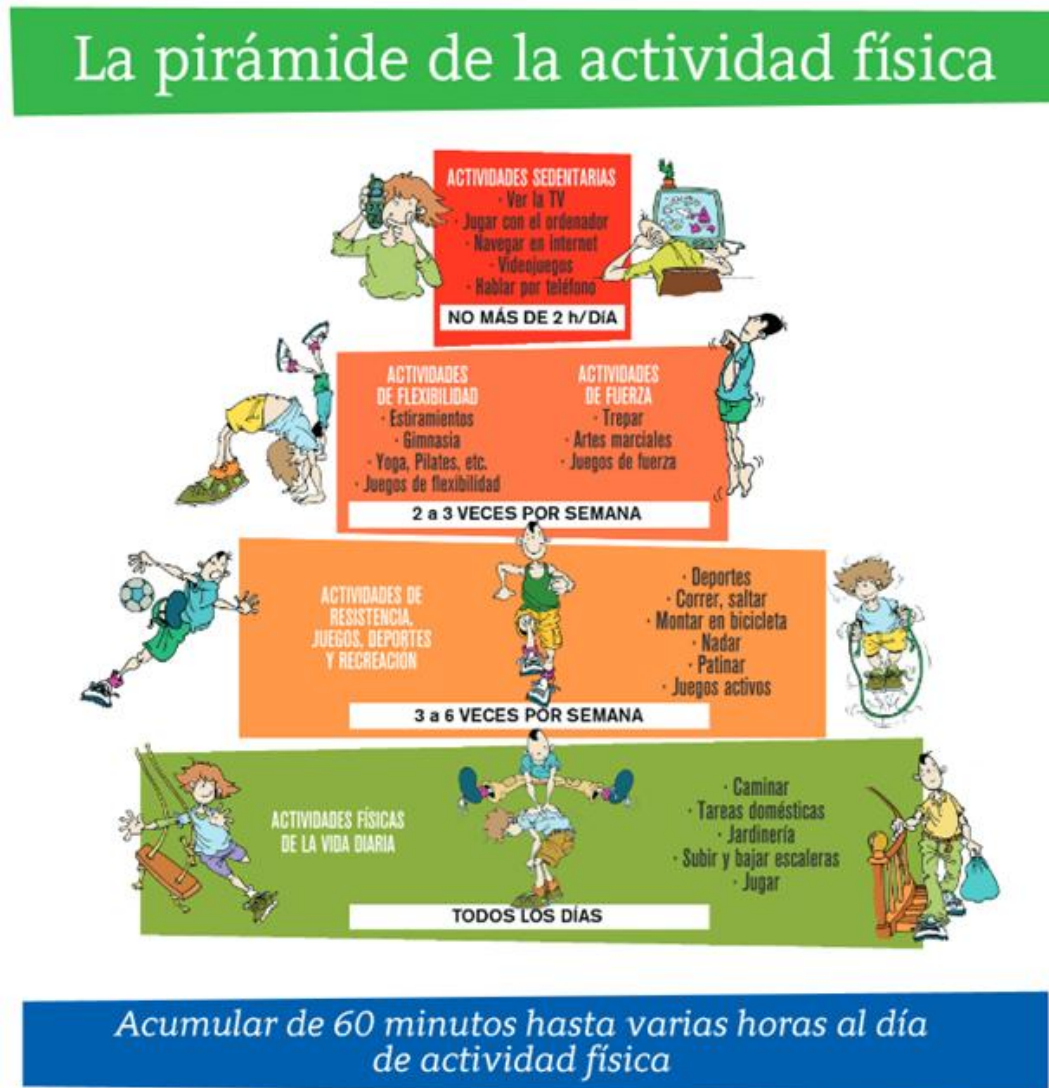 La pirámide de la actividad física
ACTIVIDADES SEDENTARIAS
· Ver la TV
· Jugar con el ordenador
· Navegar en internet
· Videojuegos
· Hablar por teléfono
NO MÁS DE 2 h/DíA
ACTIVIDADES
DE FLEXIBILIDAD
· Estiramientos
· Gimnasia
· Yoga, Pilates, etc.
· Juegos de flexibilidad
ACTIVIDADES
DE FUERZA
· Trepar
· Artes marciales
· Juegos de fuerza
2 a 3 VECES POR SEMANA
ACTIVIDADES DE
RESISTENCIA,
JUEGOS, DEPORTES
Y RECREACIÓN
· Deportes
· Correr, saltar
· Montar en bicicleta
· Nadar
· Patinar
· Juegos activos
3 a 6 VECES POR SEMANA
ACTIVIDADES FÍSICAS
DE LA VIDA DIARIA
· Caminar
· Tareas domésticas
· Jardinería
· Subir y bajar escaleras
· Jugar
TODOS LOS DÍAS
Acumular de 60 minutos hasta varias horas al día
de actividad física